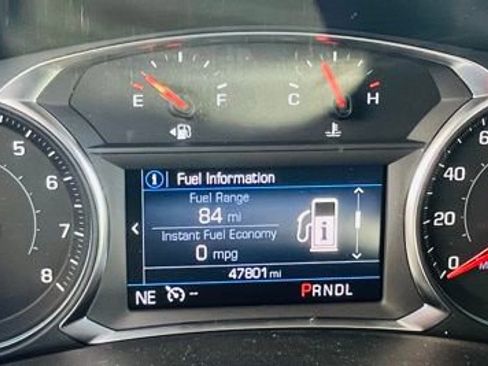 E F
C H
5
6
7
8
i Fuel Information
Fuel Range
84 mi
Instant Fuel Economy
0 mpg
i
47801 mi
NE --
PRNDL
60
40
20
0
M